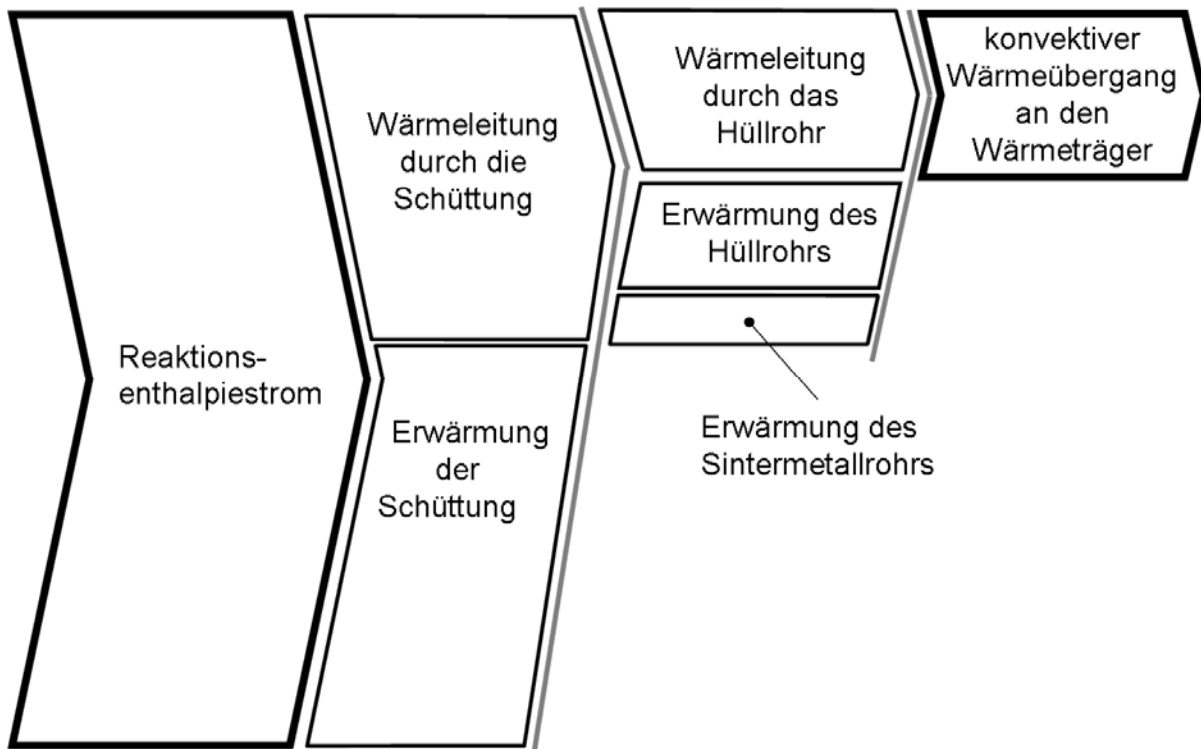 Reaktions-
enthalpiestrom
Wärmeleitung
durch die
Schüttung
Erwärmung
der
Schüttung
Wärmeleitung
durch das
Hüllrohr
Erwärmung des
Hüllrohrs
Erwärmung des
Sintermetallrohrs
konvektiver
Wärmeübergang
an den
Wärmeträger